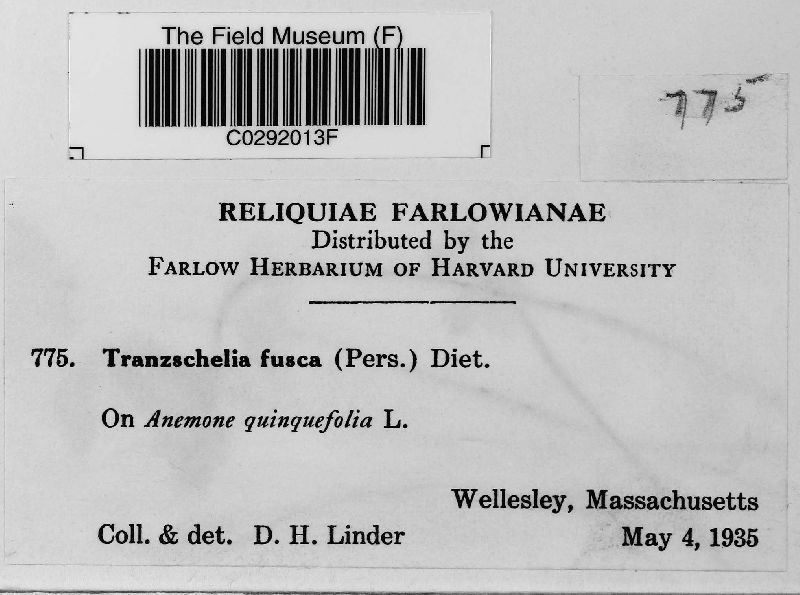 The Field Museum (F)
C0292013F
775
RELIQUIAE FARLOWIANAE
Distributed by the
FARLOW HERBARIUM OF HARVARD UNIVERSITY
775. Tranzschelia fusca (Pers.) Diet.
On Anemone quinquefolia L.
Wellesley, Massachusetts
Coll. & det. D. H. Linder May 4, 1935